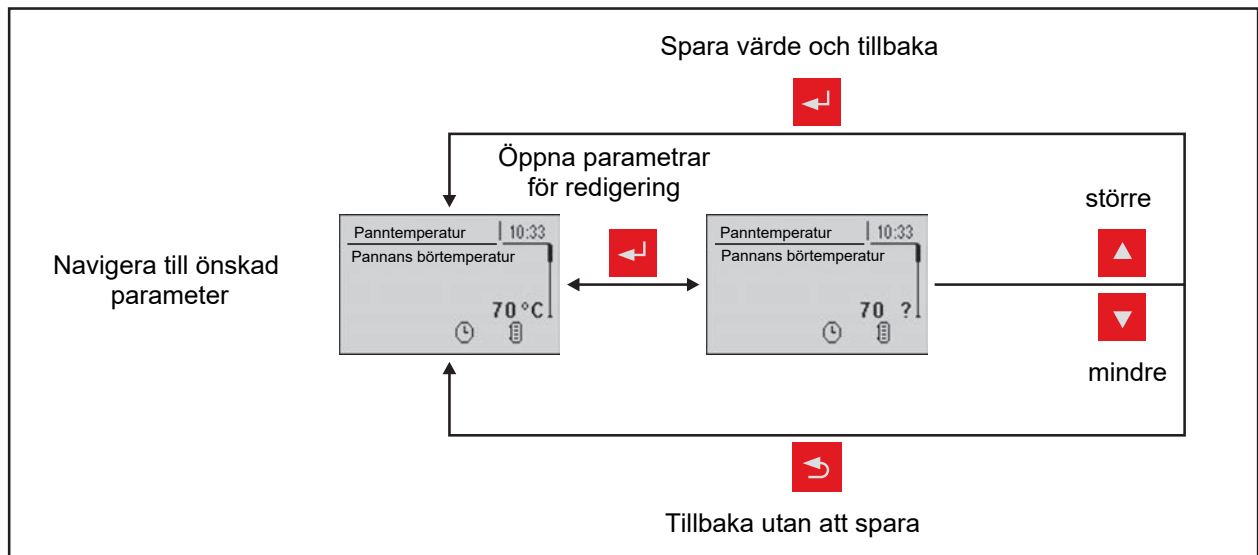 Spara värde och tillbaka
Öppna parametrar
för redigering
större
Panntemperatur 10:33
Pannans börtemperatur
70 °C
Panntemperatur 10:33
Pannans börtemperatur
70 ?
Navigera till önskad
parameter
mindre
Tillbaka utan att spara